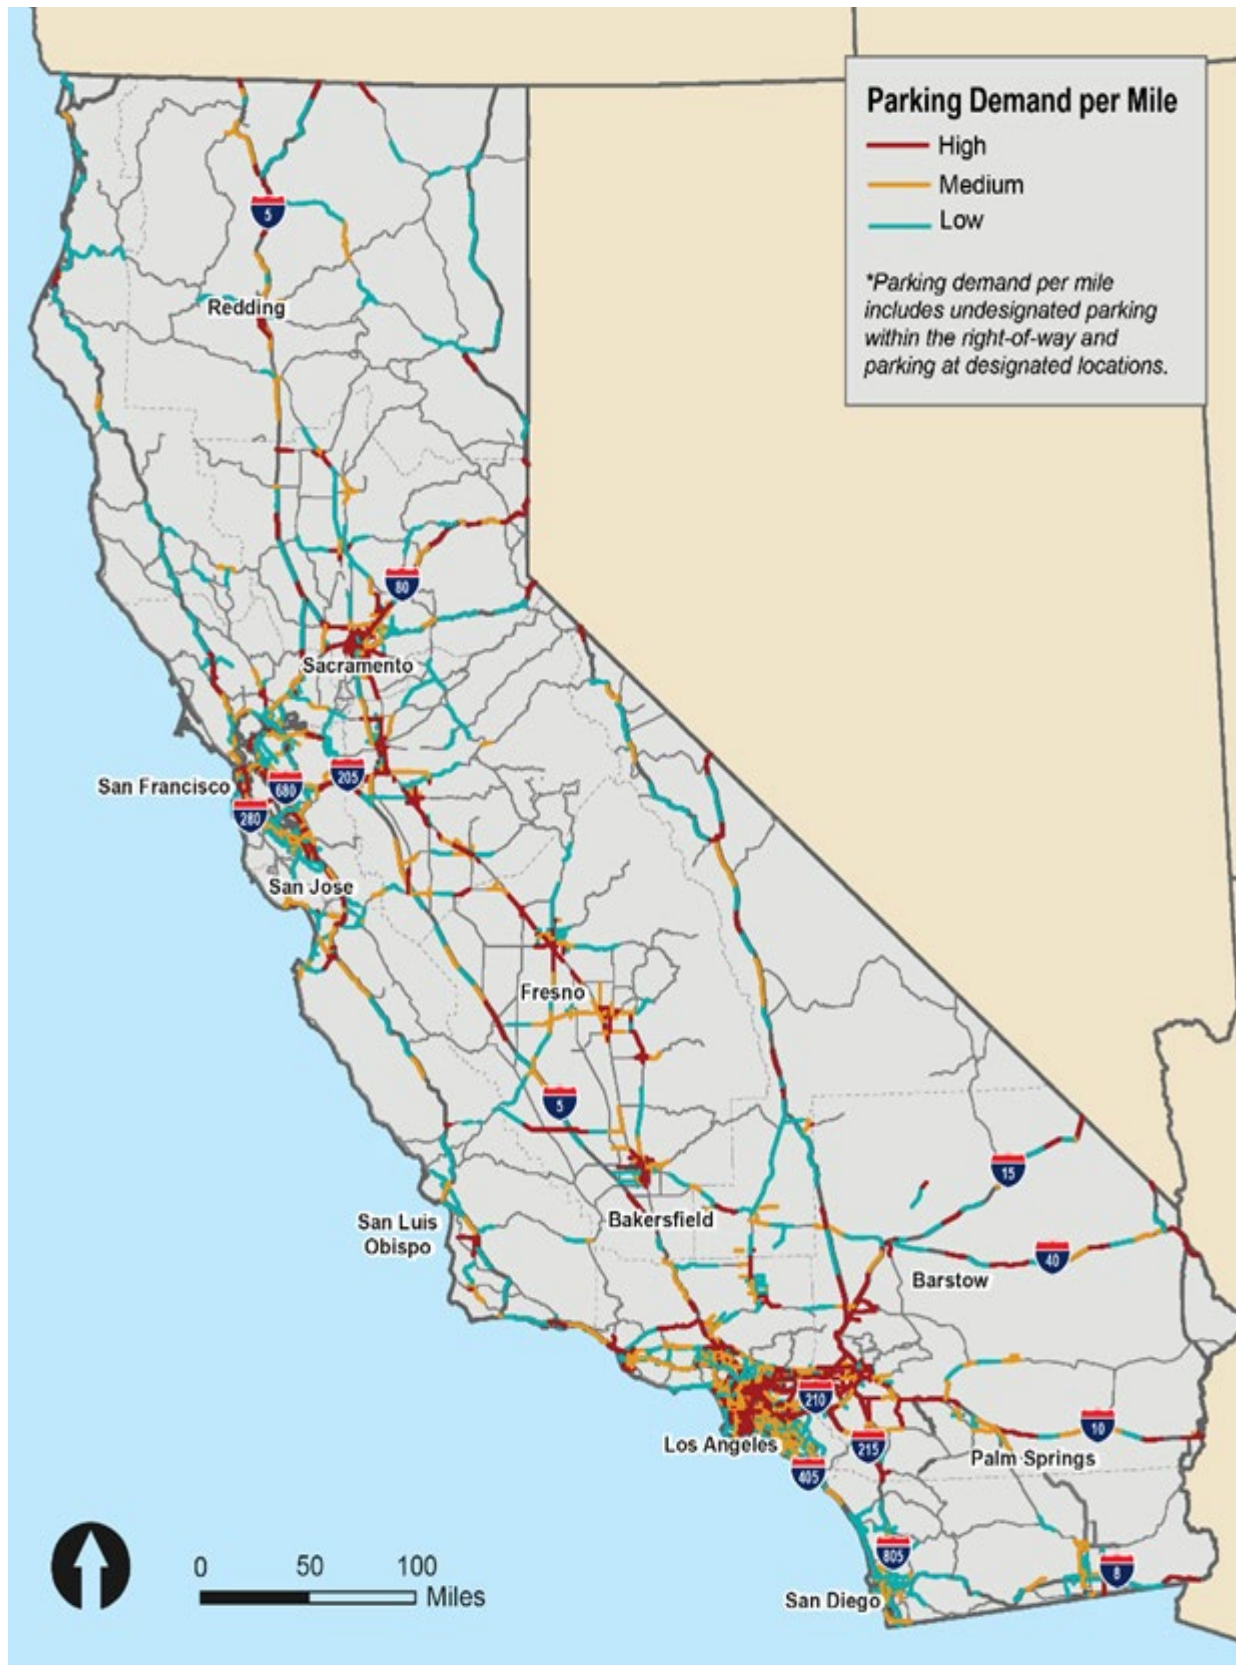 Parking Demand per Mile
High
Medium
Low
*Parking demand per mile
includes undesignated parking
within the right-of-way and
parking at designated locations.
5
Redding
80
Sacramento
San Francisco
680
205
280
San Jose
Fresno
5
15
San Luis
Obispo
Bakersfield
40
Barstow
210
10
Los Angeles
215
Palm Springs
405
805
8
San Diego
0 50 100
Miles